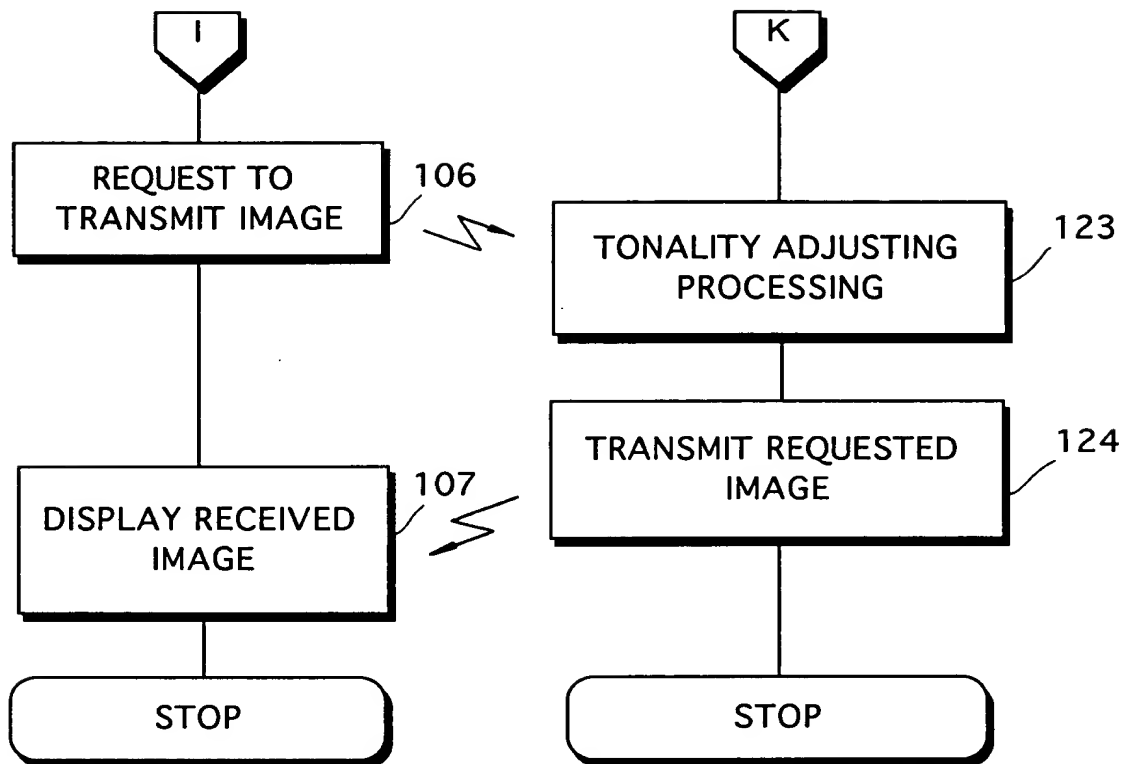 I
REQUEST TO
TRANSMIT IMAGE
106
DISPLAY RECEIVED
IMAGE
107
STOP
K
TONALITY ADJUSTING
PROCESSING
123
TRANSMIT REQUESTED
IMAGE
124
STOP